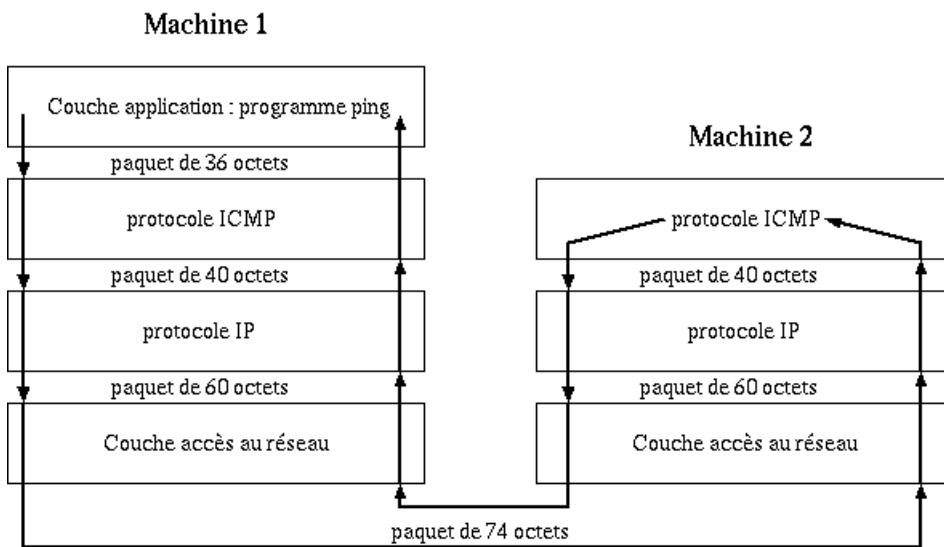 Machine 1
Couche application : programme ping
paquet de 36 octets
protocole ICMP
paquet de 40 octets
protocole IP
paquet de 60 octets
Couche accès au réseau
Machine 2
protocole ICMP
paquet de 40 octets
protocole IP
paquet de 60 octets
Couche accès au réseau
paquet de 74 octets